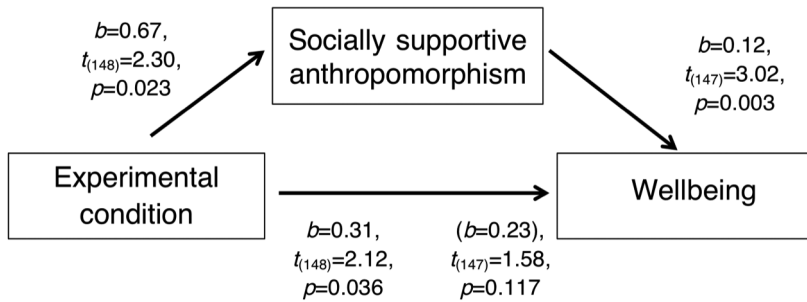 b=0.67,
t(148)=2.30,
p=0.023
Socially supportive
anthropomorphism
b=0.12,
t(147)=3.02,
p=0.003
Experimental
condition
Wellbeing
b=0.31,
t(148)=2.12,
p=0.036
(b=0.23),
t(147)=1.58,
p=0.117